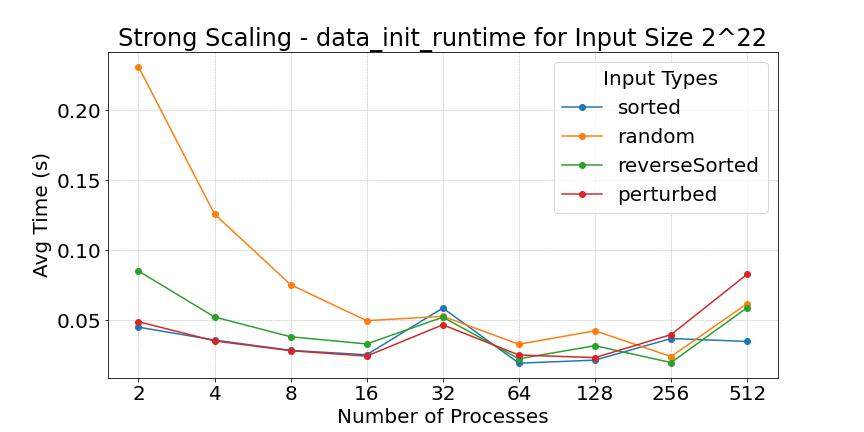 Strong Scaling - data_init_runtime for Input Size 2^22
Avg Time (s)
0.20
0.15
0.10
0.05
Input Types
sorted
random
reverseSorted
perturbed
2 4 8 16 32 64 128 256 512
Number of Processes